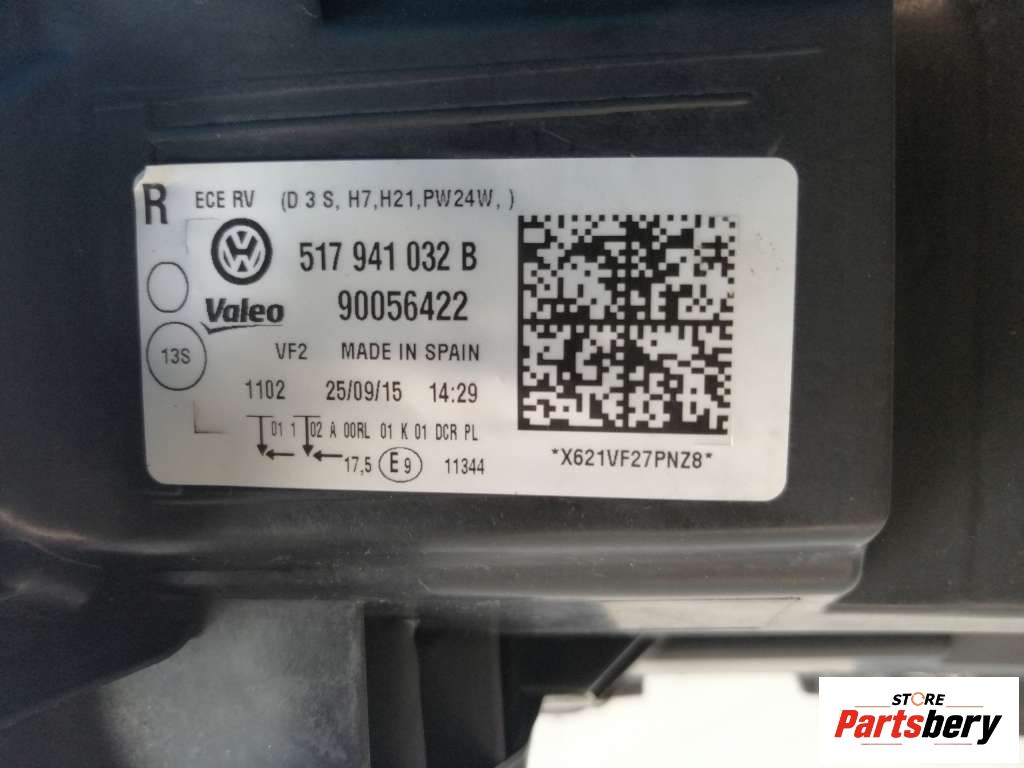 R ECE RV (D 3 S, H7,H21,PW24W, )
517 941 032 B
Valeo 90056422
13S VF2 MADE IN SPAIN
1102 25/09/15 14:29
01 1 02 A 00RL 01 K 01 DCR PL
17,5 E9 11344
*X621VF27PNZ8*
STORE
Partsbery